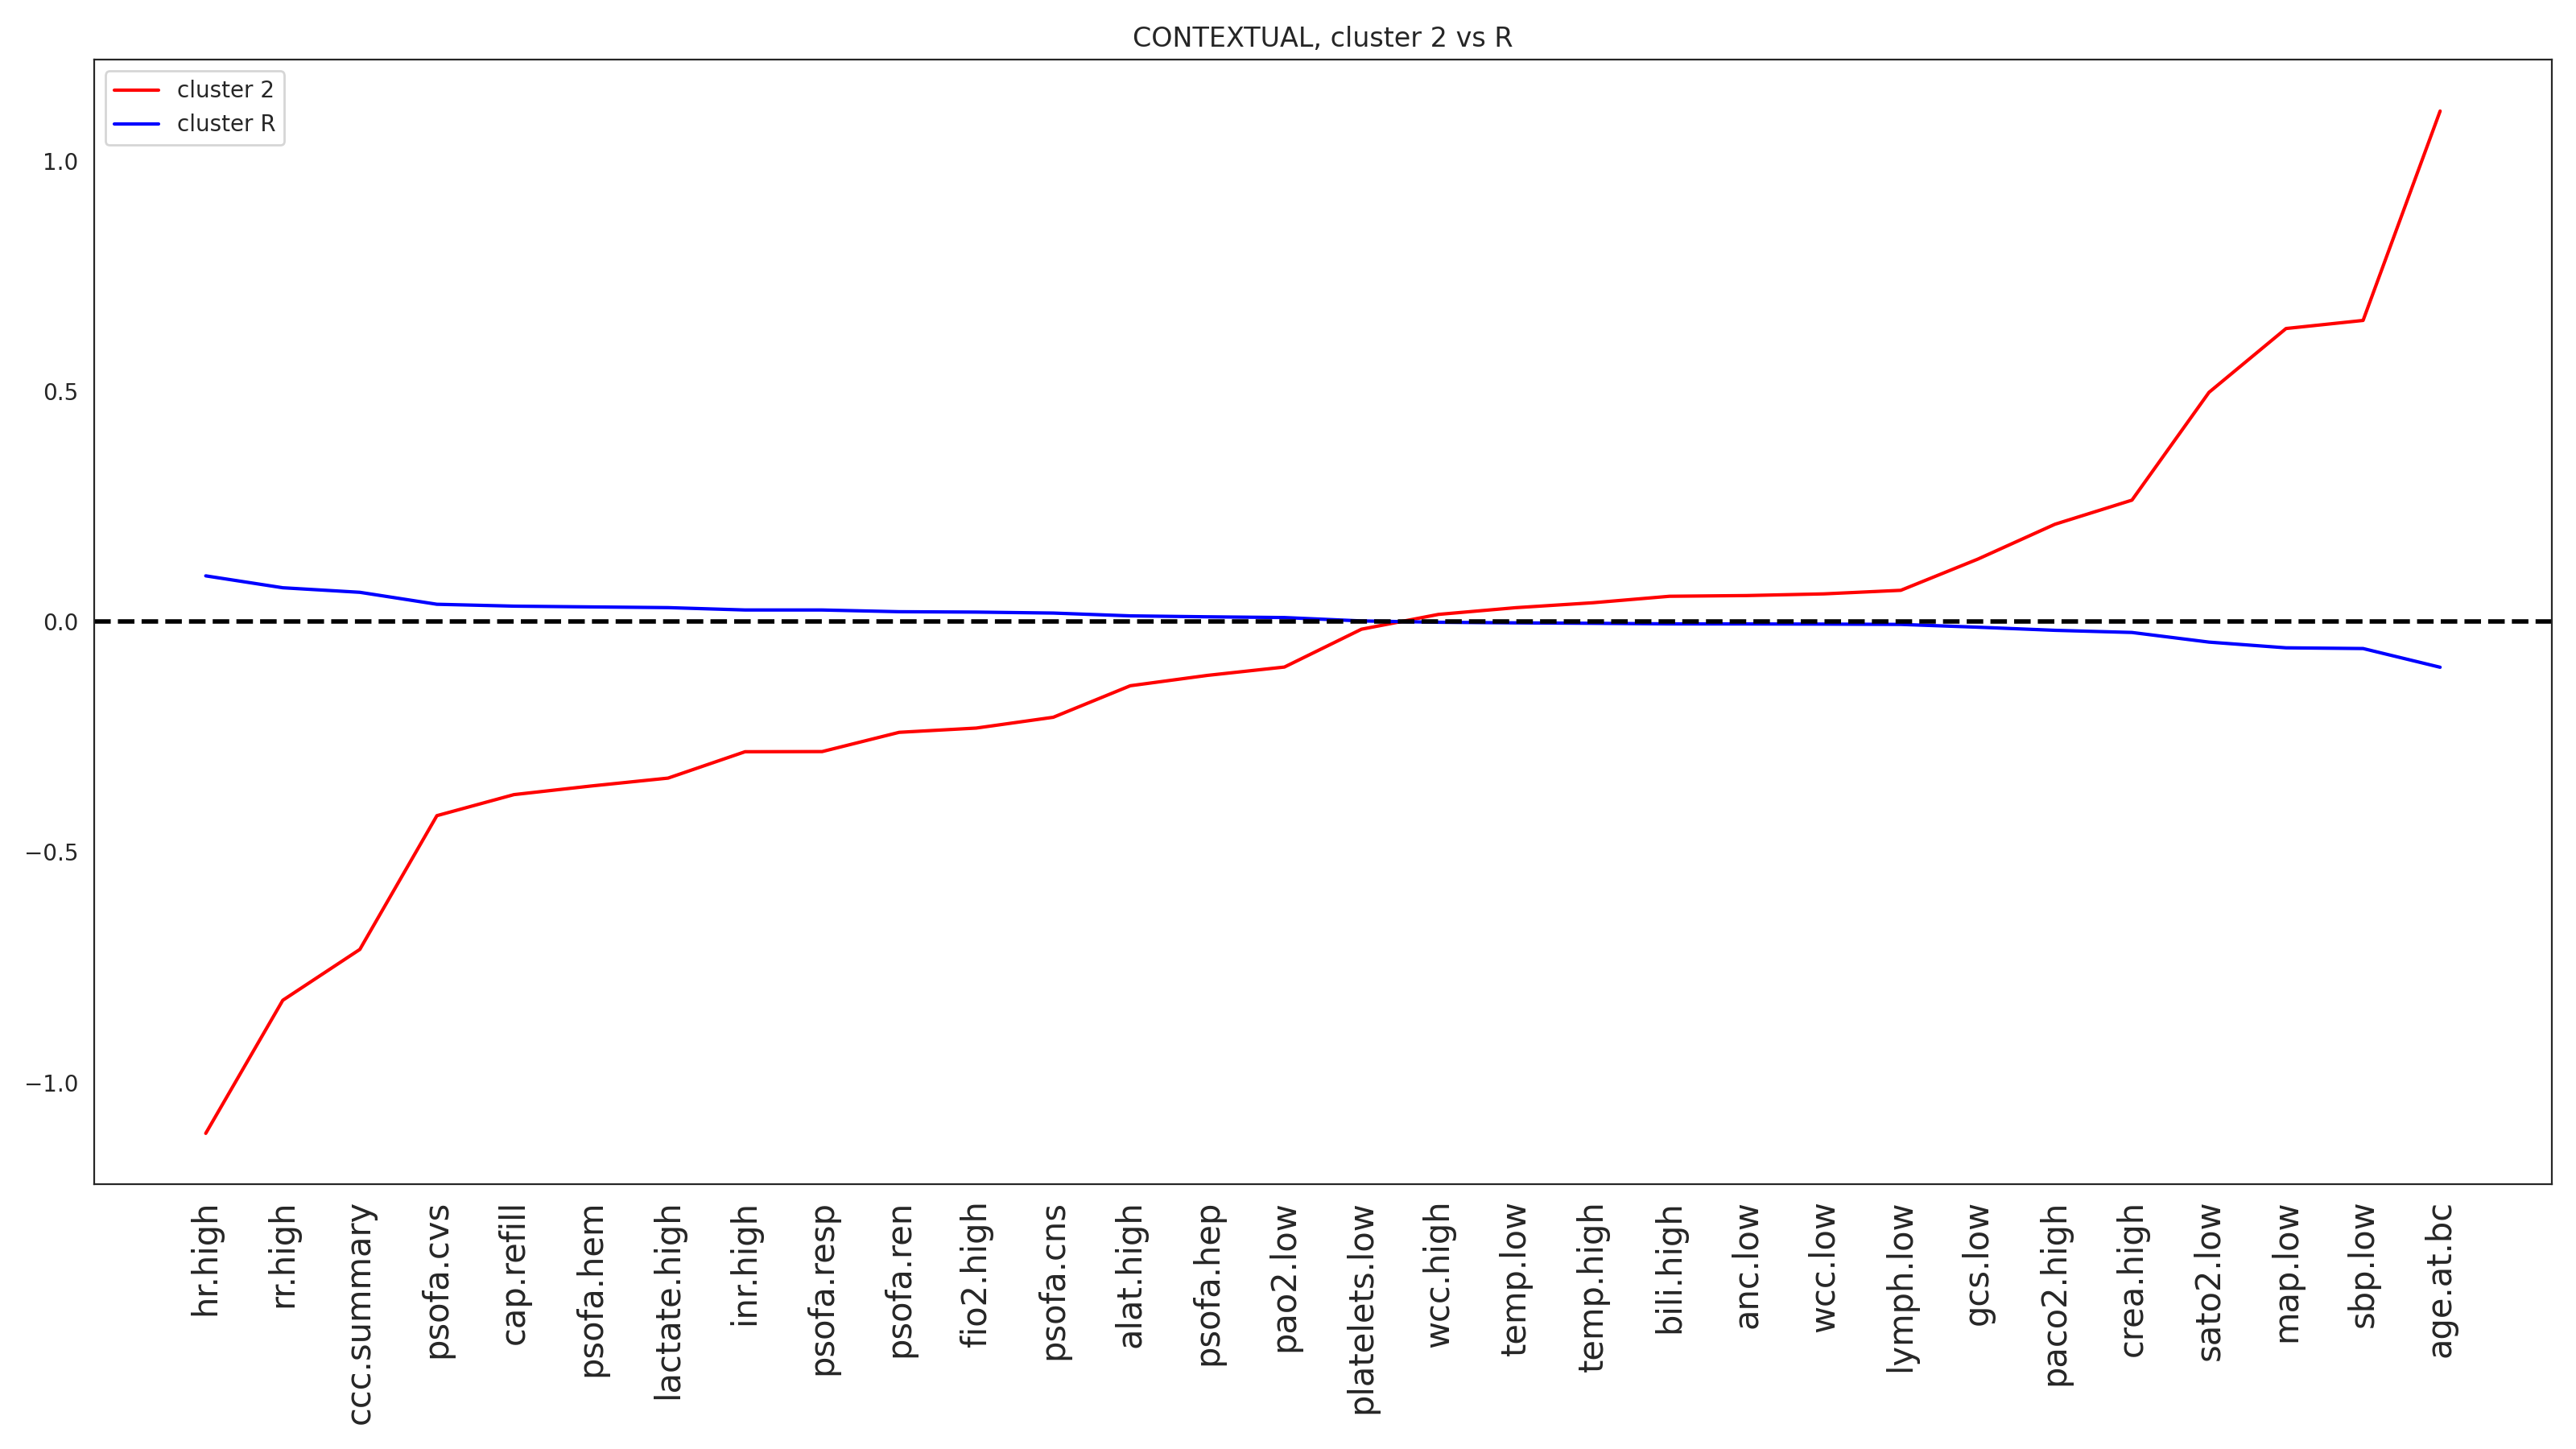 CONTEXTUAL, cluster 2 vs R
cluster 2
cluster R
1.0
0.5
0.0
−0.5
−1.0
hr.high
rr.high
ccc.summary
psofa.cvs
cap.refill
psofa.hem
lactate.high
inr.high
psofa.resp
psofa.ren
fio2.high
psofa.cns
alat.high
psofa.hep
pao2.low
platelets.low
wcc.high
temp.low
temp.high
bili.high
anc.low
wcc.low
lymph.low
gcs.low
paco2.high
crea.high
sato2.low
map.low
sbp.low
age.at.bc